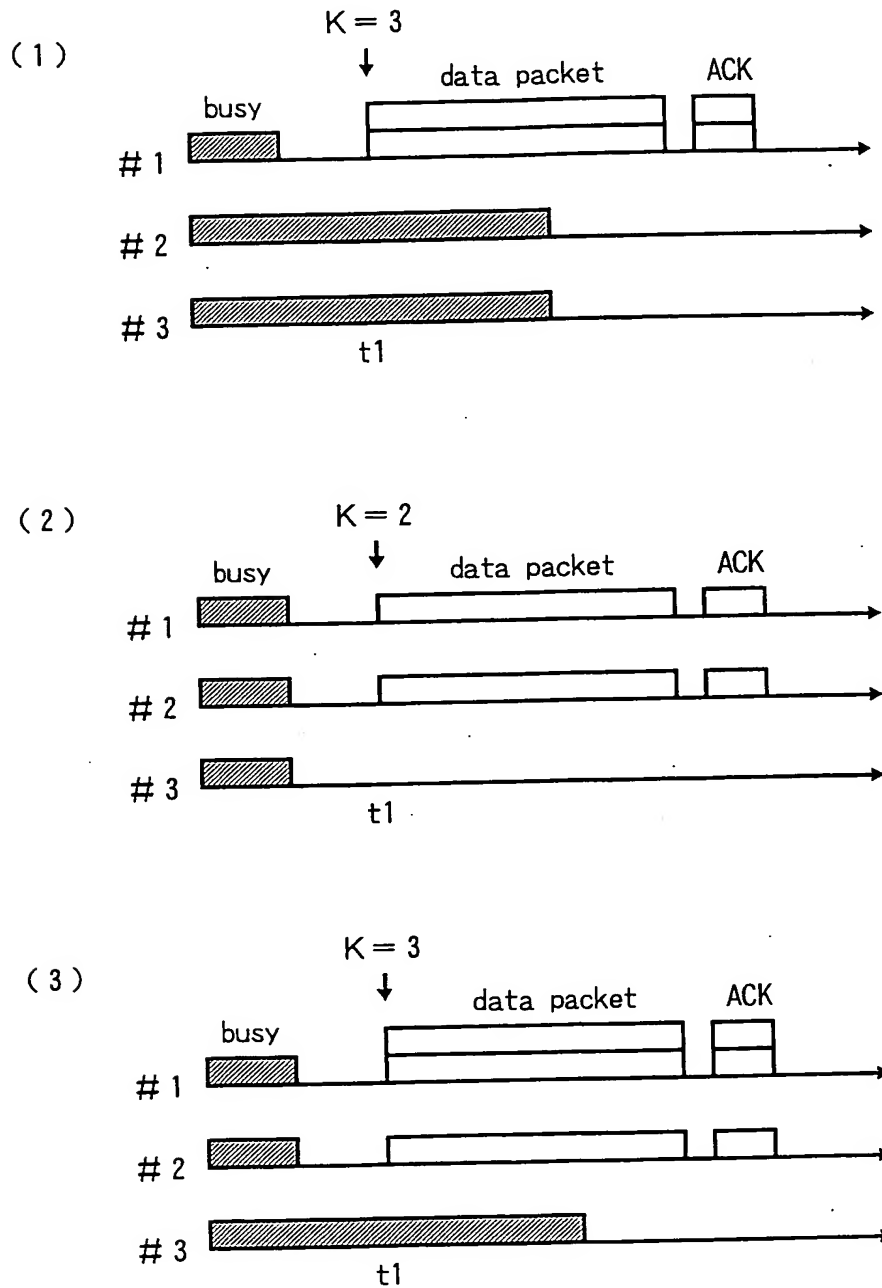 (1)
K = 3
busy
data packet
ACK
#1
#2
#3
t1
(2)
K = 2
busy
data packet
ACK
#1
#2
#3
t1
(3)
K = 3
busy
data packet
ACK
#1
#2
#3
t1